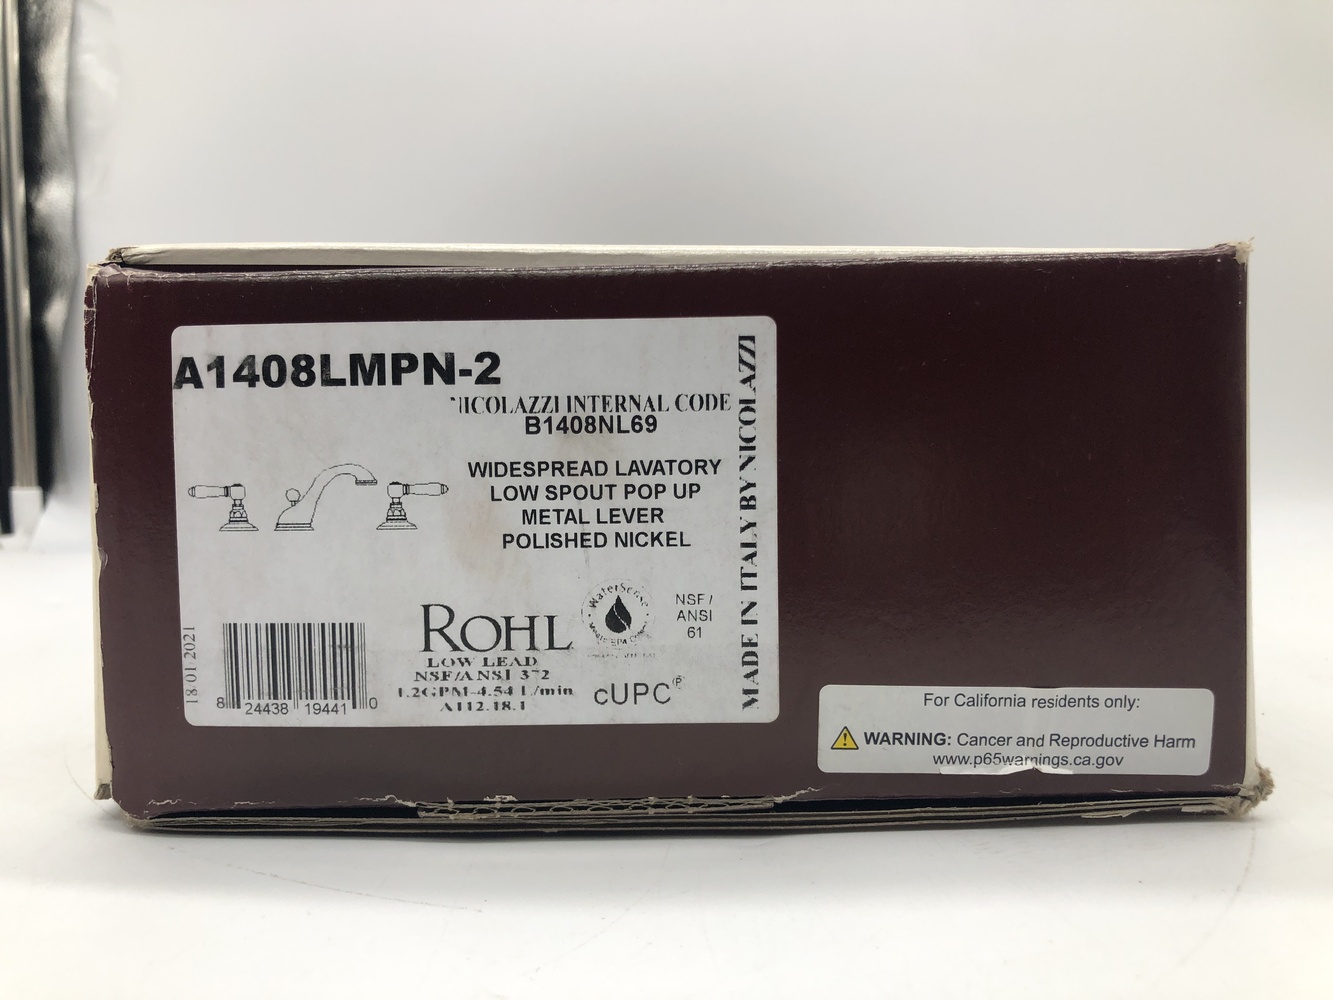 A1408LMPN-2
NICOLAZZI INTERNAL CODE
B1408NL69
WIDESPREAD LAVATORY
LOW SPOUT POP UP
METAL LEVER
POLISHED NICKEL
MADE IN ITALY BY NICOLAZZI
18/01/2021
8 24438 19441 0
ROHL
LOW LEAD
NSF/ANSI 372
1.2GPM-4.54 L/min
A112.18.1
WaterSense
NSF/
ANSI
61
cUPC
For California residents only:
WARNING: Cancer and Reproductive Harm
www.p65warnings.ca.gov